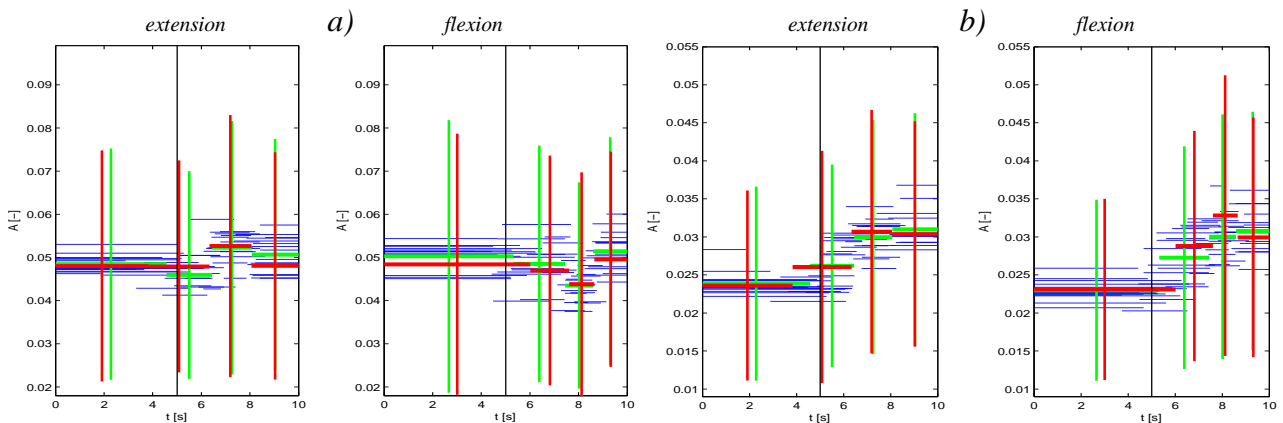 extension a) flexion extension b) flexion
0.09 0.09 0.055 0.055
0.05 0.05
0.08 0.08 0.045 0.045
0.07 0.07 0.04 0.04
0.035 0.035
0.06 0.06
A [–] A [–] A [–] A [–]
0.03 0.03
0.05 0.05
0.025 0.025
0.04 0.04
0.02 0.02
0.03 0.03 0.015 0.015
0.02 0.02 0.01 0.01
0 2 4 6 8 10 0 2 4 6 8 10 0 2 4 6 8 10 0 2 4 6 8 10
t [s] t [s] t [s] t [s]